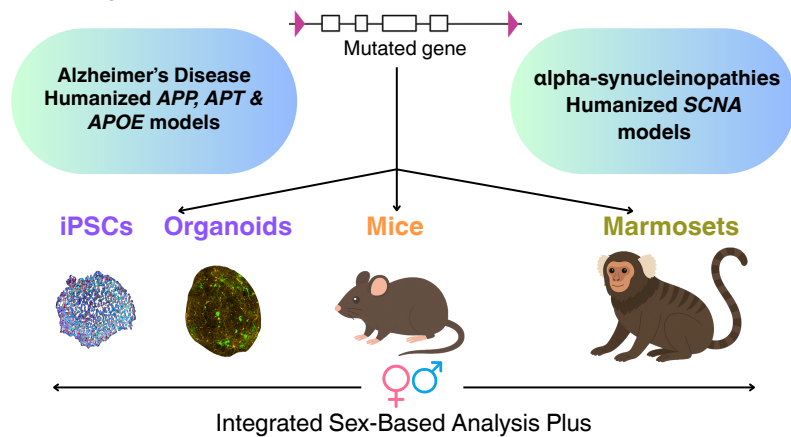 Mutated gene
Alzheimer's Disease
Humanized APP, APT &
APOE models
αlpha-synucleinopathies
Humanized SCNA
models
iPSCs
Organoids
Mice
Marmosets
♀♂
Integrated Sex-Based Analysis Plus